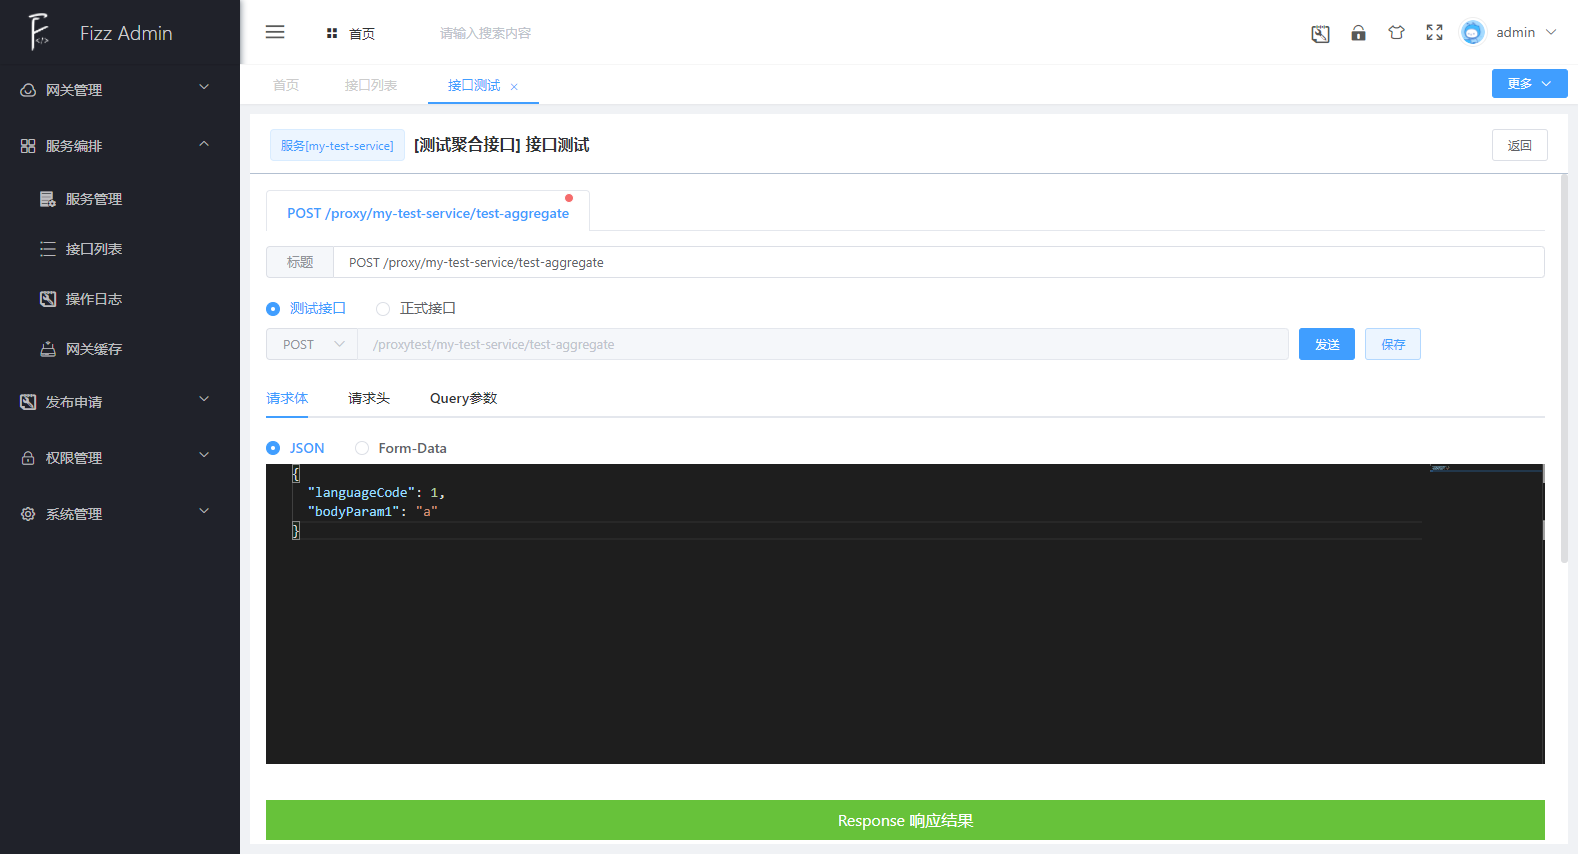 Fizz Admin
首页
请输入搜索内容
admin
网关管理
服务编排
服务管理
接口列表
操作日志
网关缓存
发布申请
权限管理
系统管理
首页
接口列表
接口测试
更多
服务[my-test-service]
[测试聚合接口] 接口测试
返回
POST /proxy/my-test-service/test-aggregate
标题
POST /proxy/my-test-service/test-aggregate
测试接口
正式接口
POST
/proxytest/my-test-service/test-aggregate
发送
保存
请求体
请求头
Query参数
JSON
Form-Data
{
"languageCode": 1,
"bodyParam1": "a"
}
Response 响应结果